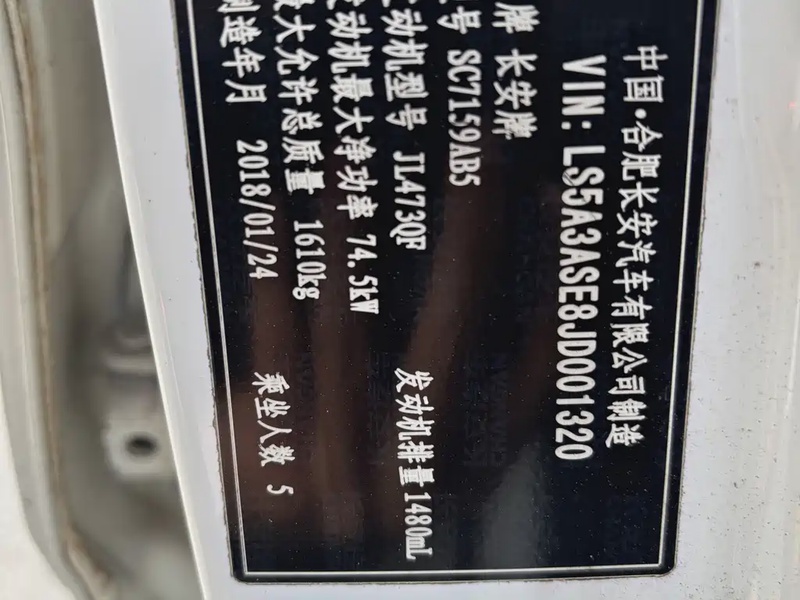 中国·合肥长安汽车有限公司制造
VIN: LS5A3ASE8JD001320
牌 长安牌
号 SC7159AB5
发动机型号 JL473QF 发动机排量 1480mL
发动机最大净功率 74.5kW
最大允许总质量 1610kg
制造年月 2018/01/24 乘坐人数 5